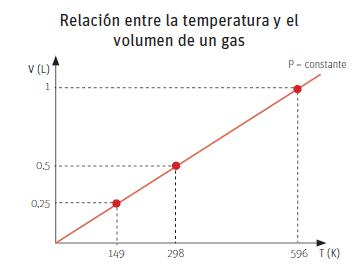 Relación entre la temperatura y el
volumen de un gas
V (L)
P = constante
1
0.5
0,25
149
298
596
T (K)